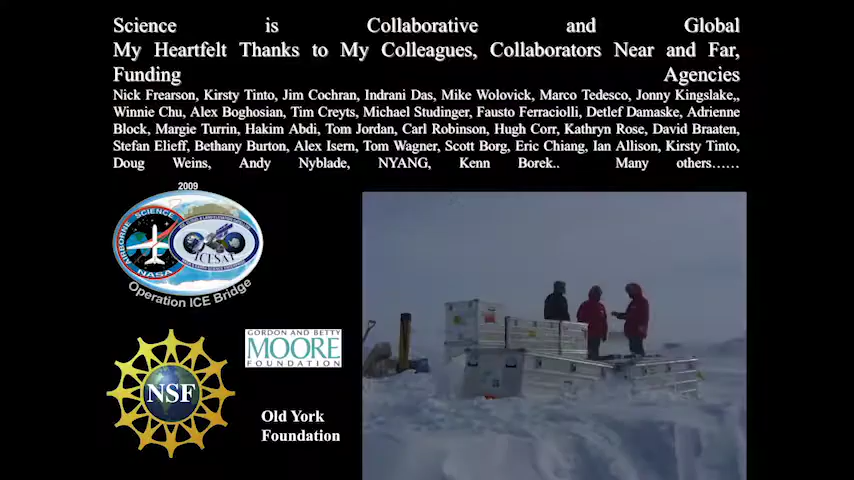 Science is Collaborative and Global
My Heartfelt Thanks to My Colleagues, Collaborators Near and Far,
Funding Agencies
Nick Frearson, Kirsty Tinto, Jim Cochran, Indrani Das, Mike Wolovick, Marco Tedesco, Jonny Kingslake,,
Winnie Chu, Alex Boghosian, Tim Creyts, Michael Studinger, Fausto Ferraciolli, Detlef Damaske, Adrienne
Block, Margie Turrin, Hakim Abdi, Tom Jordan, Carl Robinson, Hugh Corr, Kathryn Rose, David Braaten,
Stefan Elieff, Bethany Burton, Alex Isern, Tom Wagner, Scott Borg, Eric Chiang, Ian Allison, Kirsty Tinto,
Doug Weins, Andy Nyblade, NYANG, Kenn Borek.. Many others……
2009
AIRBORNE SCIENCE
NASA
ICESAT
Operation ICE Bridge
GORDON AND BETTY
MOORE
FOUNDATION
NSF
Old York
Foundation